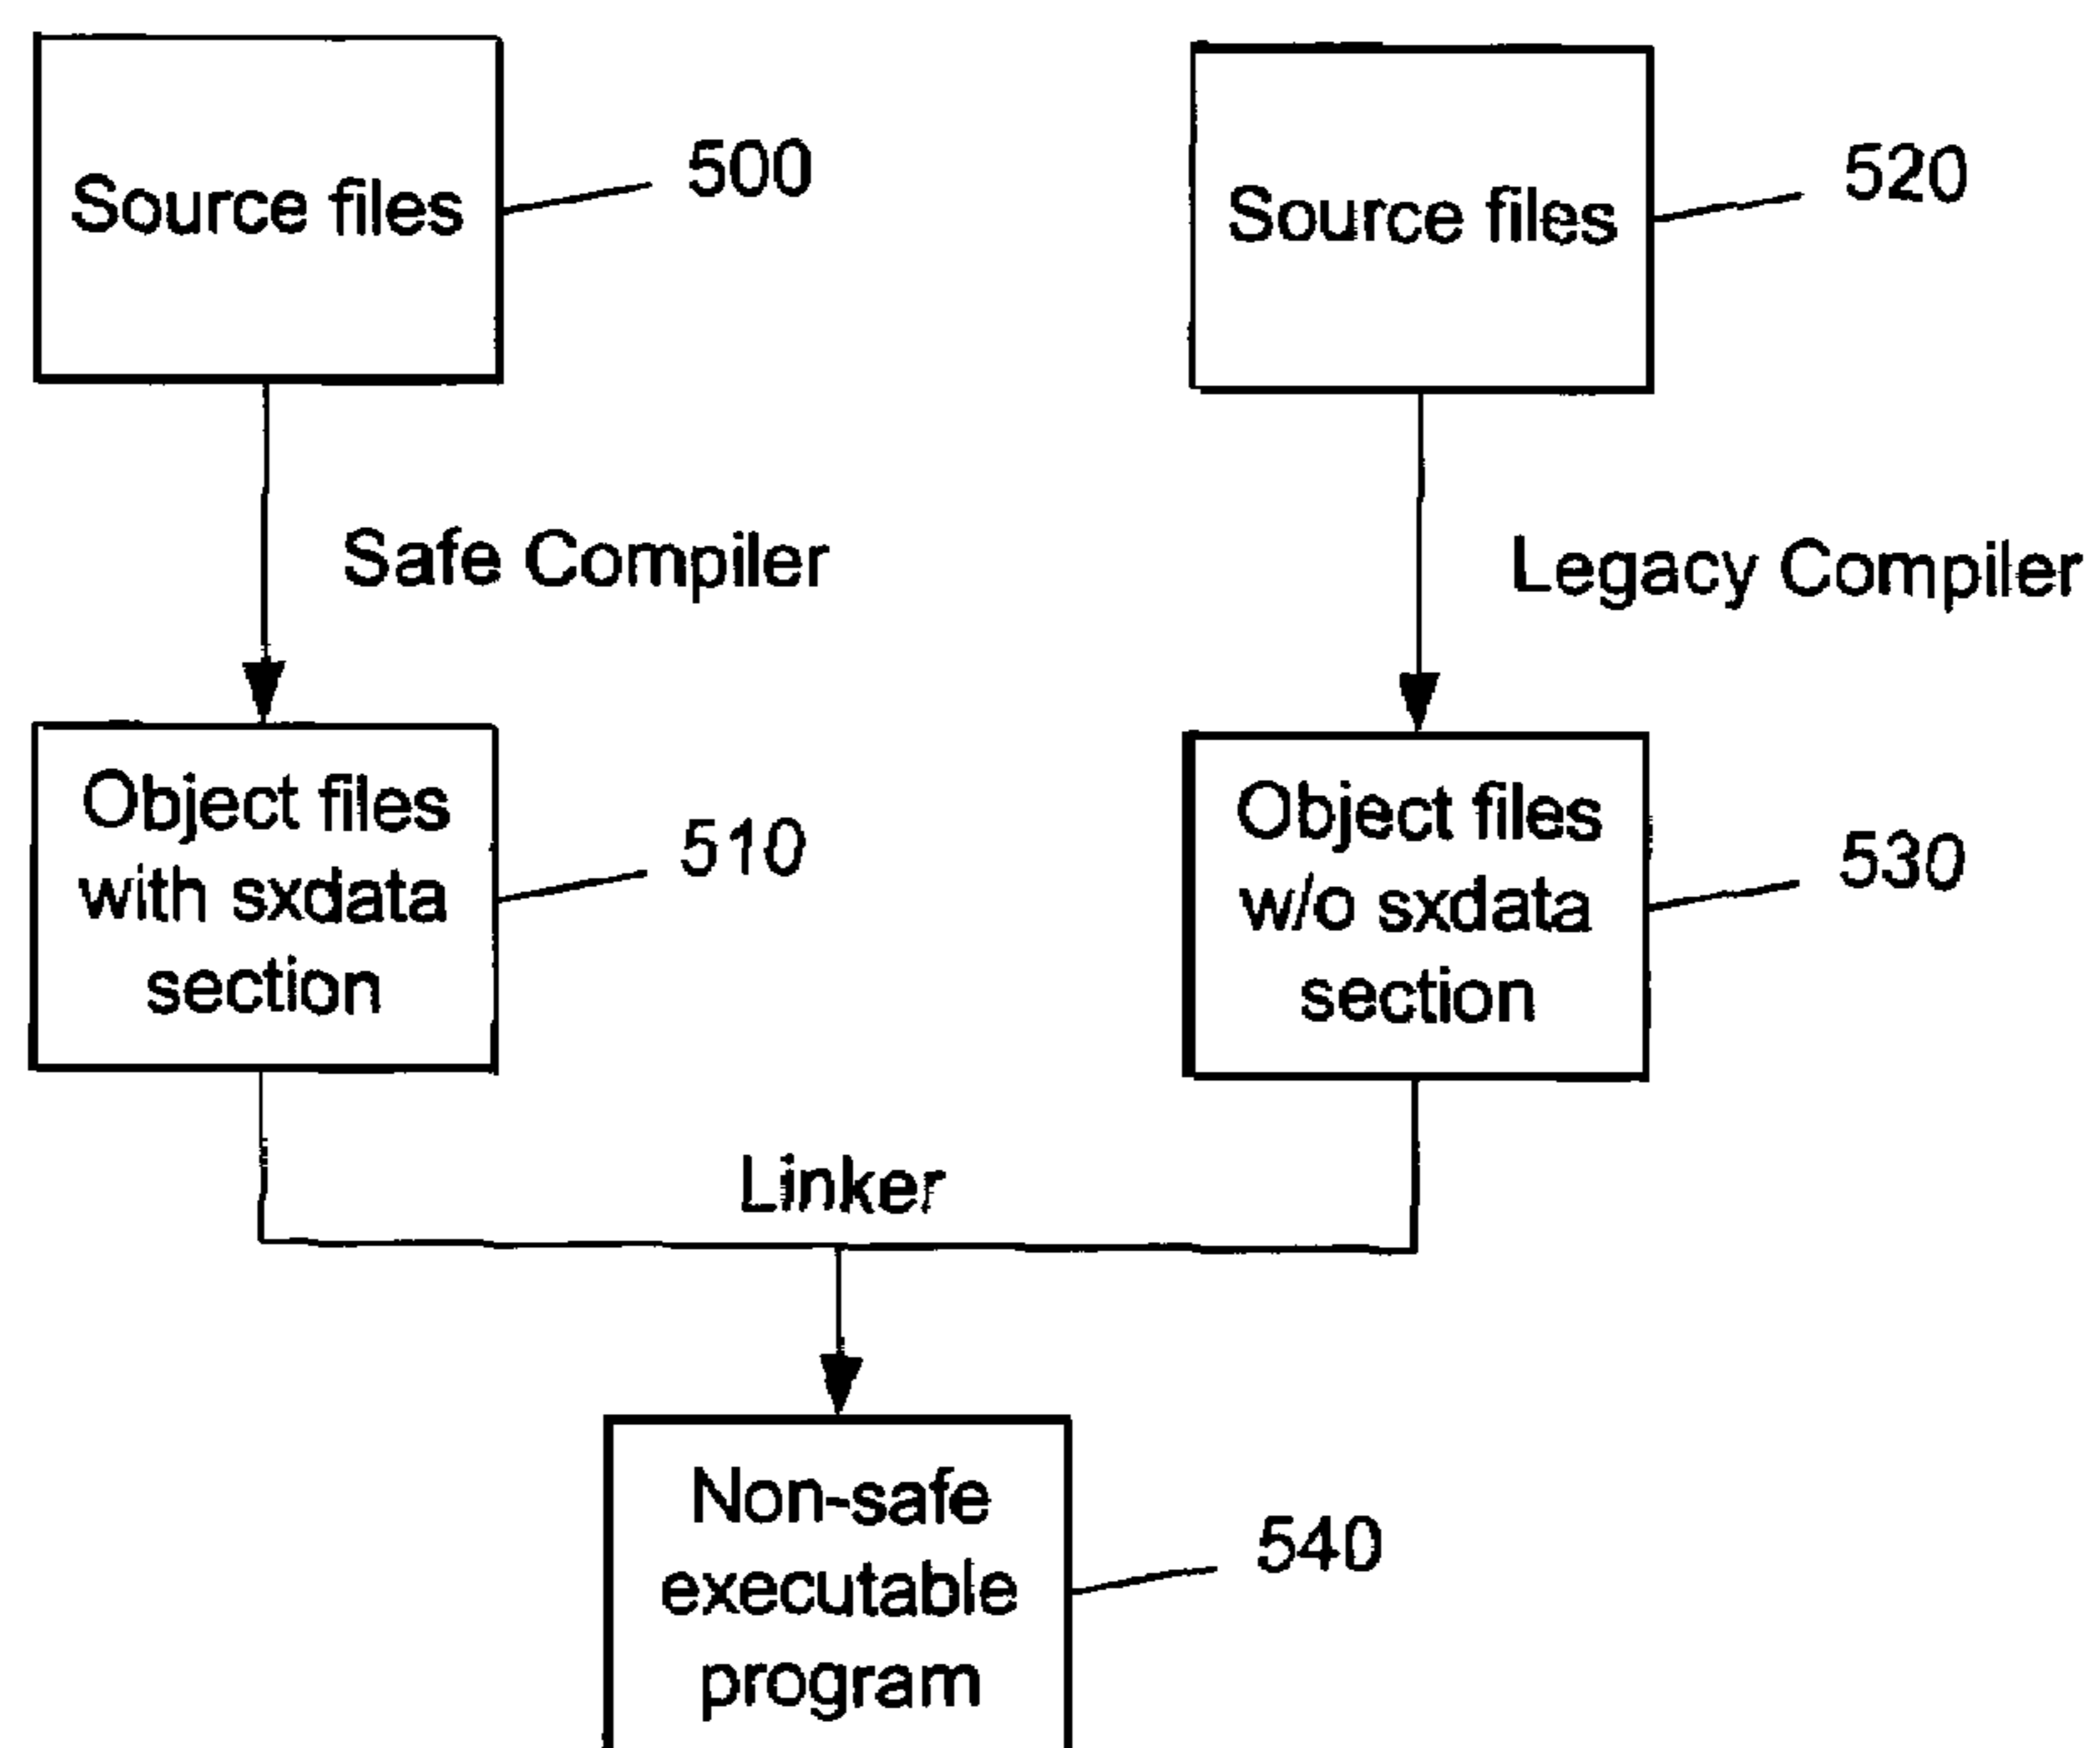 Source files
500
Source files
520
Safe Compiler
Legacy Compiler
Object files
with sxdata
section
510
Object files
w/o sxdata
section
530
Linker
Non-safe
executable
program
540